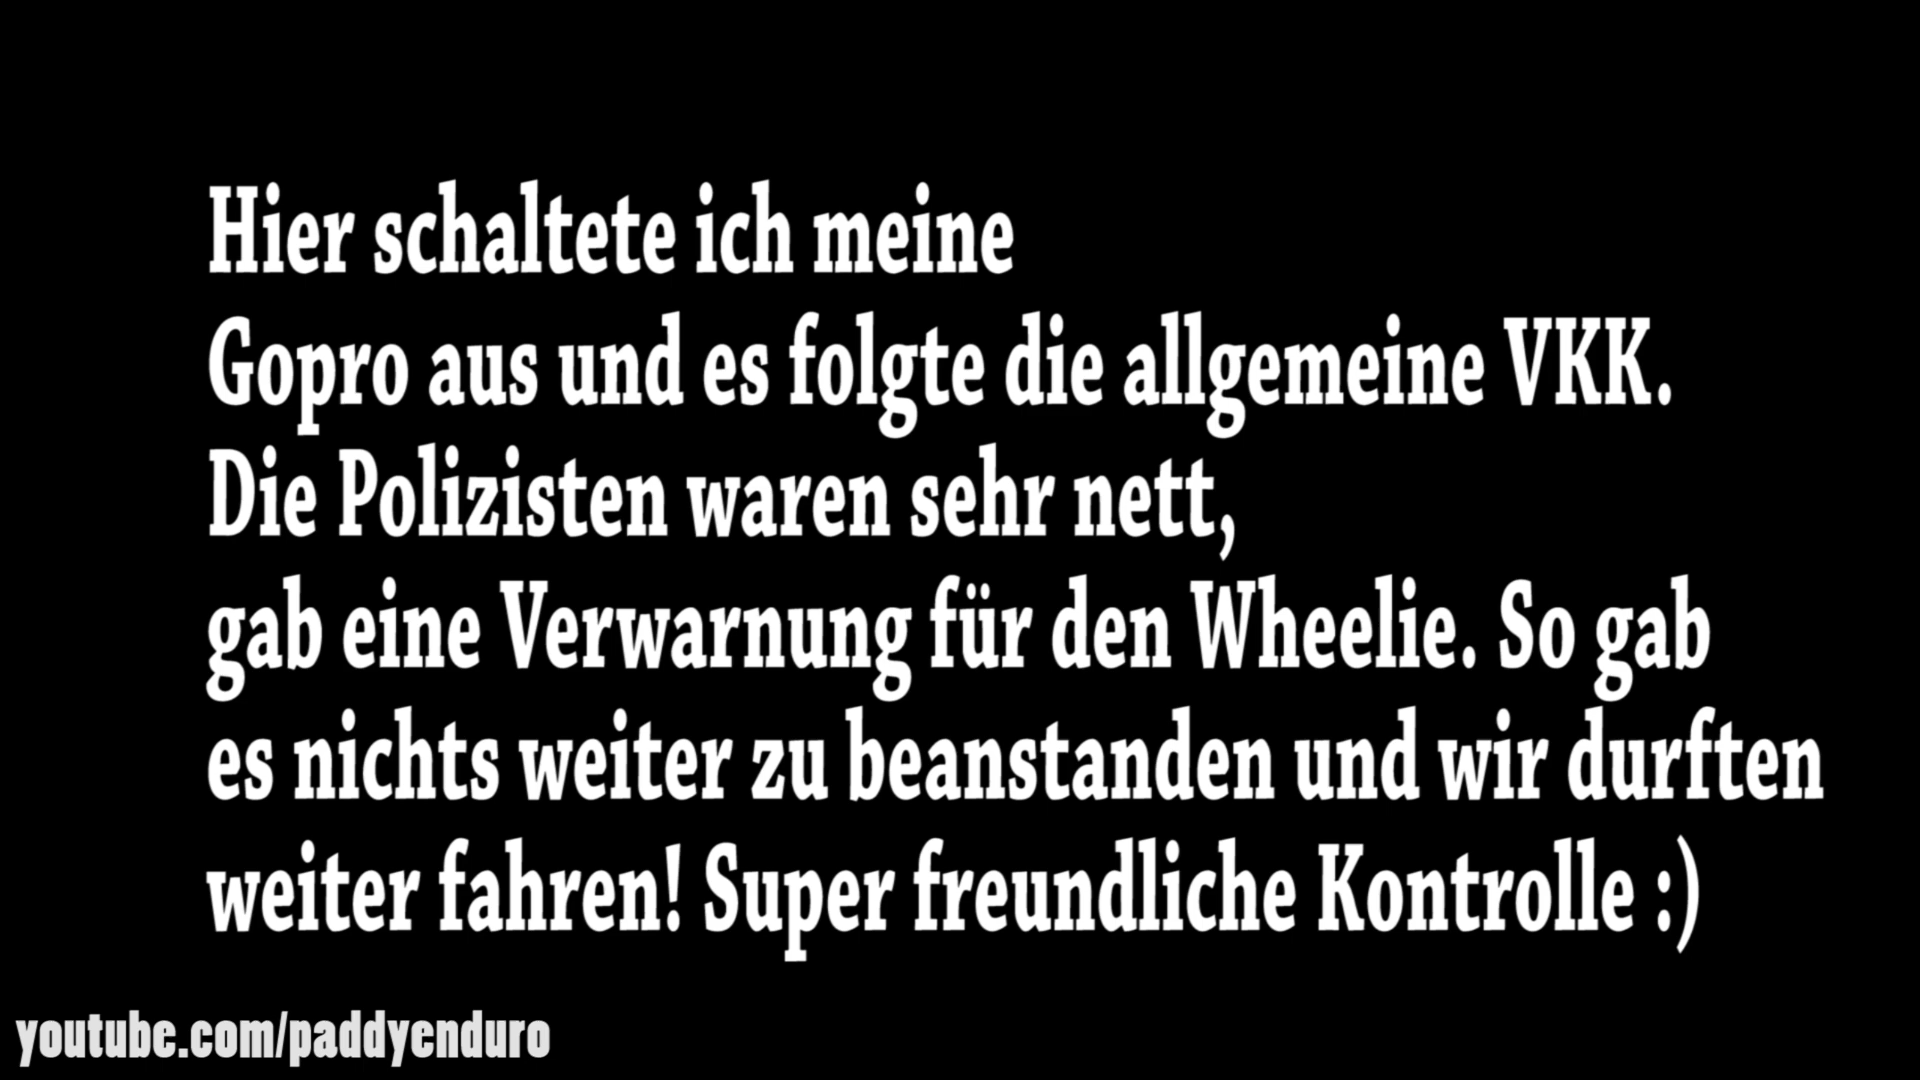 Hier schaltete ich meine
Gopro aus und es folgte die allgemeine VKK.
Die Polizisten waren sehr nett,
gab eine Verwarnung für den Wheelie. So gab
es nichts weiter zu beanstanden und wir durften
weiter fahren! Super freundliche Kontrolle :)
youtube.com/paddyenduro